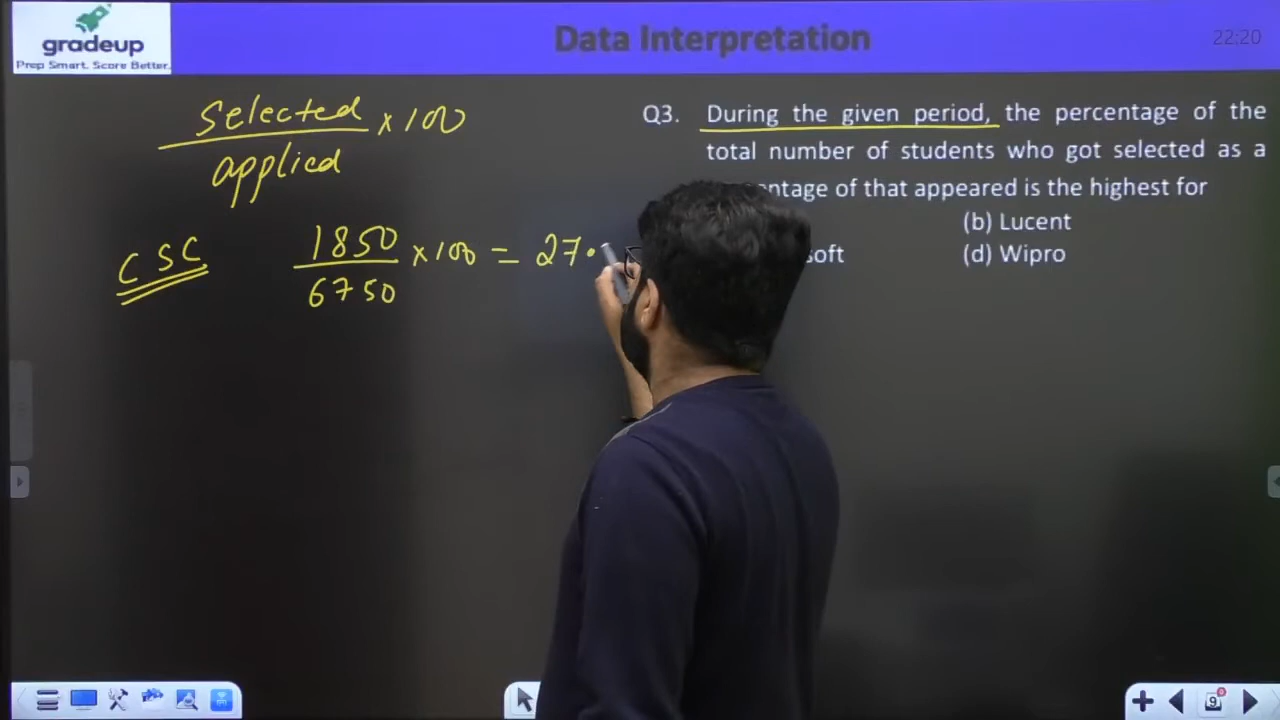 gradeup
Prep Smart. Score Better.
Data Interpretation
22:20
selected × 100
applied
CSC 1850 × 100 = 27.
6750
Q3. During the given period, the percentage of the
total number of students who got selected as a
of that appeared is the highest for
(b) Lucent
(d) Wipro
9